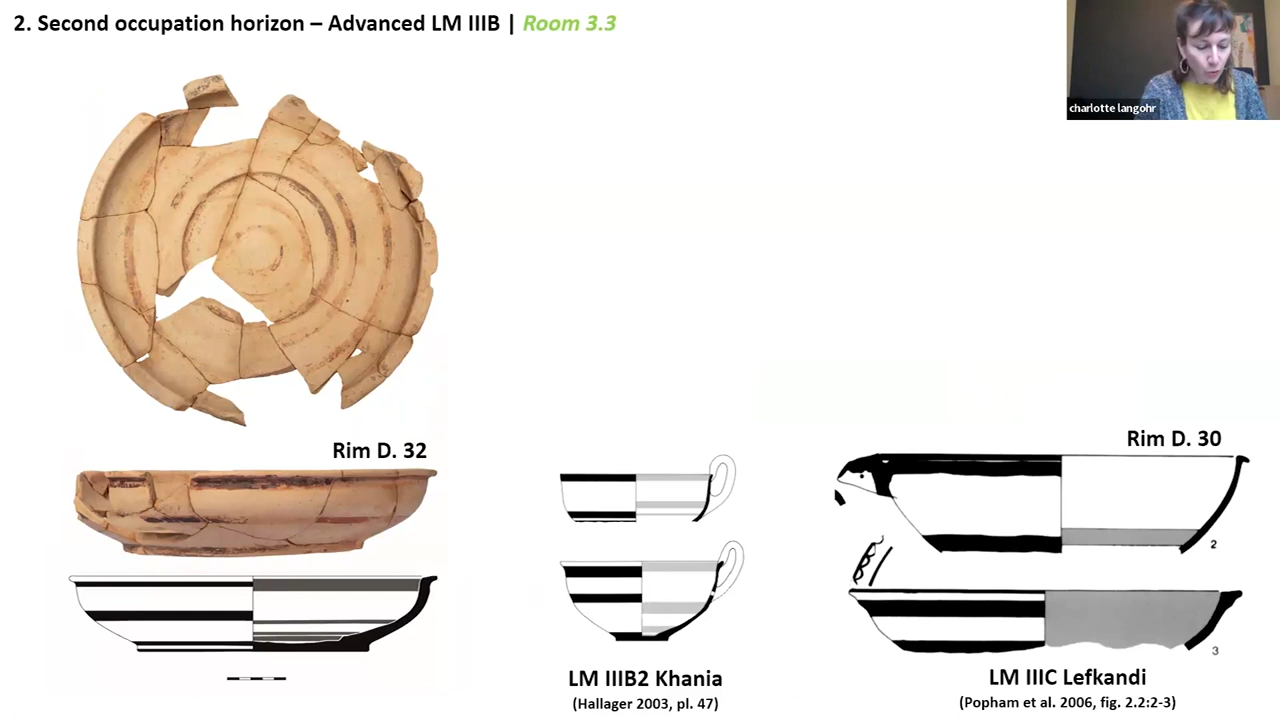 2. Second occupation horizon – Advanced LM IIIB | Room 3.3
charlotte langohr
Rim D. 32
Rim D. 30
2
3
LM IIIB2 Khania
(Hallager 2003, pl. 47)
LM IIIC Lefkandi
(Popham et al. 2006, fig. 2.2:2-3)